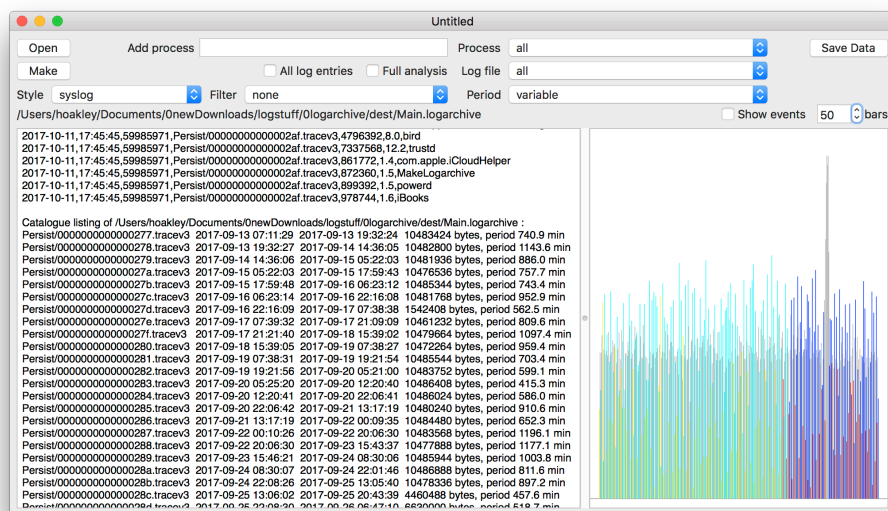 Untitled
Open Add process Process all Save Data
Make All log entries Full analysis Log file all
Style syslog Filter none Period variable
/Users/hoakley/Documents/0newDownloads/logstuff/0logarchive/dest/Main.logarchive Show events 50 bars
2017-10-11,17:45:45,59985971,Persist/00000000000002af.tracev3,4796392,8.0,bird
2017-10-11,17:45:45,59985971,Persist/00000000000002af.tracev3,7337568,12.2,trustd
2017-10-11,17:45:45,59985971,Persist/00000000000002af.tracev3,861772,1.4,com.apple.iCloudHelper
2017-10-11,17:45:45,59985971,Persist/00000000000002af.tracev3,872360,1.5,MakeLogarchive
2017-10-11,17:45:45,59985971,Persist/00000000000002af.tracev3,899392,1.5,powerd
2017-10-11,17:45:45,59985971,Persist/00000000000002af.tracev3,978744,1.6,iBooks
Catalogue listing of /Users/hoakley/Documents/0newDownloads/logstuff/0logarchive/dest/Main.logarchive :
Persist/0000000000000277.tracev3 2017-09-13 07:11:29 2017-09-13 19:32:24 10483424 bytes, period 740.9 min
Persist/0000000000000278.tracev3 2017-09-13 19:32:27 2017-09-14 14:36:05 10482800 bytes, period 1143.6 min
Persist/0000000000000279.tracev3 2017-09-14 14:36:06 2017-09-15 05:22:03 10481936 bytes, period 886.0 min
Persist/000000000000027a.tracev3 2017-09-15 05:22:03 2017-09-15 17:59:43 10476536 bytes, period 757.7 min
Persist/000000000000027b.tracev3 2017-09-15 17:59:48 2017-09-16 06:23:12 10485344 bytes, period 743.4 min
Persist/000000000000027c.tracev3 2017-09-16 06:23:14 2017-09-16 22:16:08 10481768 bytes, period 952.9 min
Persist/000000000000027d.tracev3 2017-09-16 22:16:09 2017-09-17 07:38:38 1542408 bytes, period 562.5 min
Persist/000000000000027e.tracev3 2017-09-17 07:39:32 2017-09-17 21:09:09 10461232 bytes, period 809.6 min
Persist/000000000000027f.tracev3 2017-09-17 21:21:40 2017-09-18 15:39:02 10479664 bytes, period 1097.4 min
Persist/0000000000000280.tracev3 2017-09-18 15:39:05 2017-09-19 07:38:27 10472264 bytes, period 959.4 min
Persist/0000000000000281.tracev3 2017-09-19 07:38:31 2017-09-19 19:21:54 10485544 bytes, period 703.4 min
Persist/0000000000000282.tracev3 2017-09-19 19:21:56 2017-09-20 05:21:00 10483752 bytes, period 599.1 min
Persist/0000000000000283.tracev3 2017-09-20 05:25:20 2017-09-20 12:20:40 10486408 bytes, period 415.3 min
Persist/0000000000000284.tracev3 2017-09-20 12:20:41 2017-09-20 22:06:41 10486024 bytes, period 586.0 min
Persist/0000000000000285.tracev3 2017-09-20 22:06:42 2017-09-21 13:17:19 10480240 bytes, period 910.6 min
Persist/0000000000000286.tracev3 2017-09-21 13:17:19 2017-09-22 00:09:35 10484480 bytes, period 652.3 min
Persist/0000000000000287.tracev3 2017-09-22 00:10:26 2017-09-22 20:06:30 10483568 bytes, period 1196.1 min
Persist/0000000000000288.tracev3 2017-09-22 20:06:30 2017-09-23 15:43:37 10477888 bytes, period 1177.1 min
Persist/0000000000000289.tracev3 2017-09-23 15:46:21 2017-09-24 08:30:06 10485944 bytes, period 1003.8 min
Persist/000000000000028a.tracev3 2017-09-24 08:30:07 2017-09-24 22:01:46 10486888 bytes, period 811.6 min
Persist/000000000000028b.tracev3 2017-09-24 22:08:26 2017-09-25 13:05:40 10478336 bytes, period 897.2 min
Persist/000000000000028c.tracev3 2017-09-25 13:06:02 2017-09-25 20:43:39 4460488 bytes, period 457.6 min
Persist/000000000000028d.tracev3 2017-09-25 22:08:30 2017-09-26 06:47:10 6630000 bytes, period 518.7 min